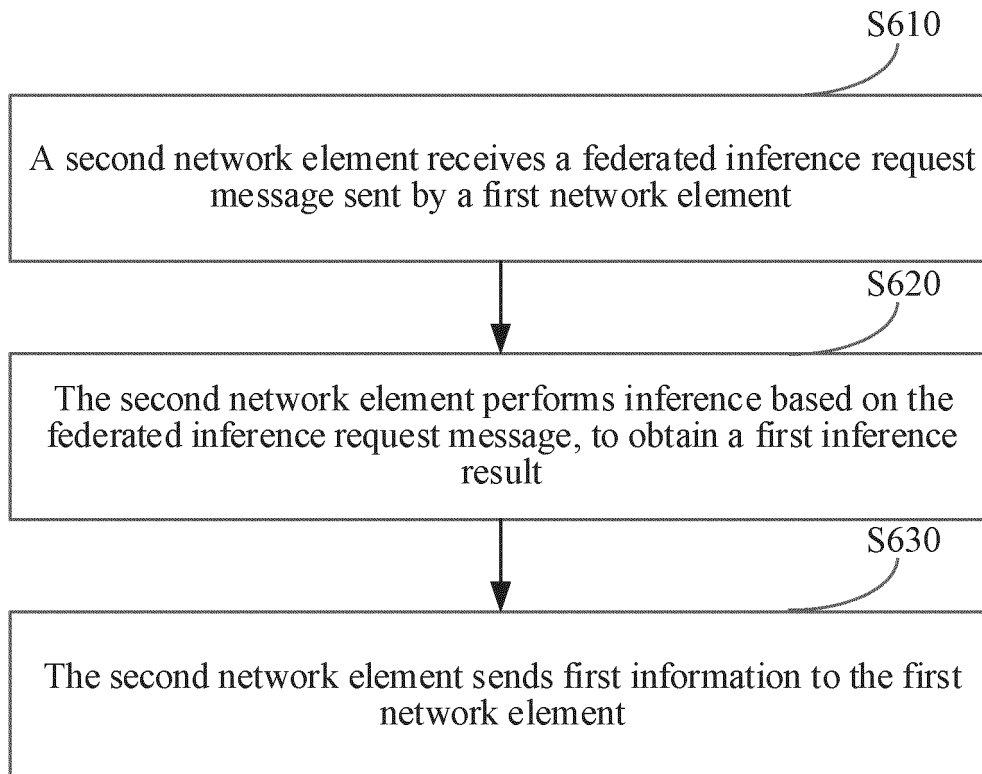 S610
A second network element receives a federated inference request
message sent by a first network element
S620
The second network element performs inference based on the
federated inference request message, to obtain a first inference
result
S630
The second network element sends first information to the first
network element